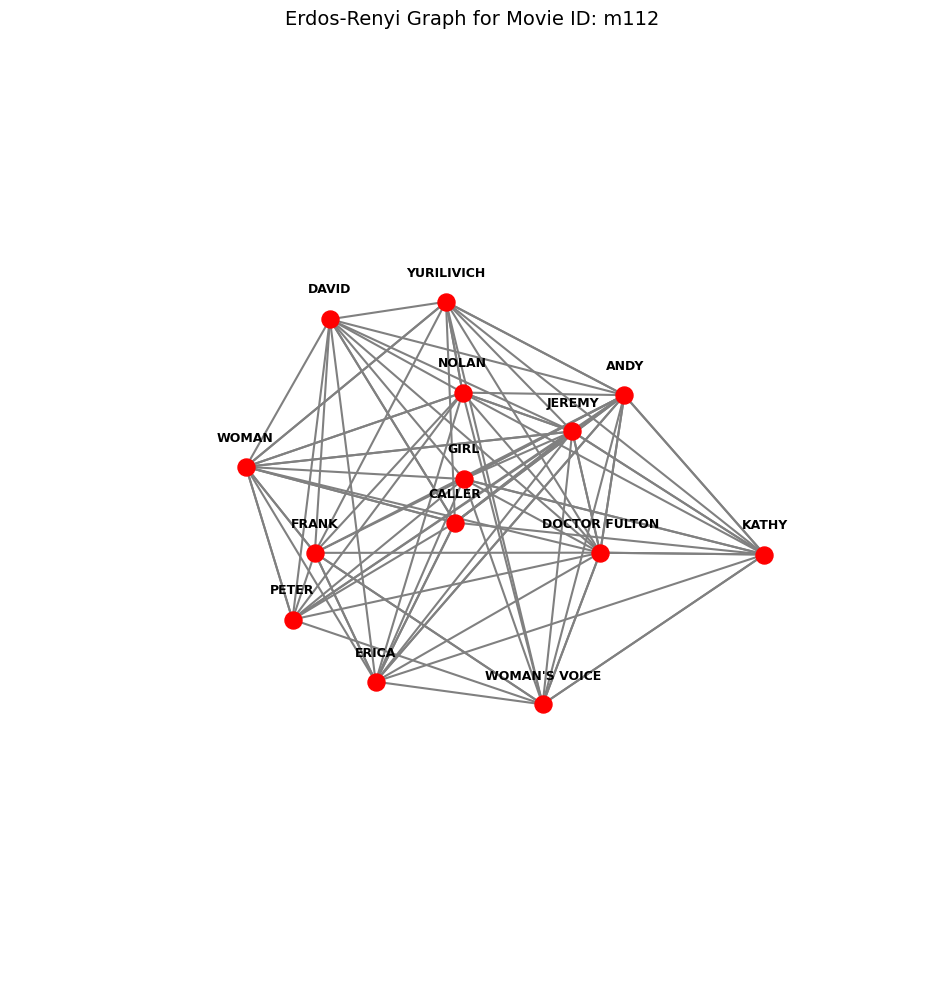 Erdos-Renyi Graph for Movie ID: m112
YURILIVICH
DAVID
NOLAN
ANDY
JEREMY
WOMAN
GIRL
CALLER
FRANK
DOCTOR FULTON
KATHY
PETER
ERICA
WOMAN'S VOICE